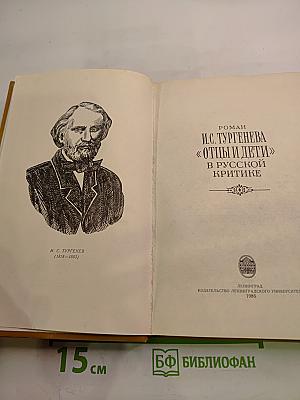 И. С. ТУРГЕНЕВ
(1818—1883)
РОМАН
И.С. ТУРГЕНЕВА
«ОТЦЫ И ДЕТИ»
В РУССКОЙ
КРИТИКЕ
ЛЕНИНГРАД
ИЗДАТЕЛЬСТВО ЛЕНИНГРАДСКОГО УНИВЕРСИТЕТА
1986
15 см
БФ БИБЛИОФАН